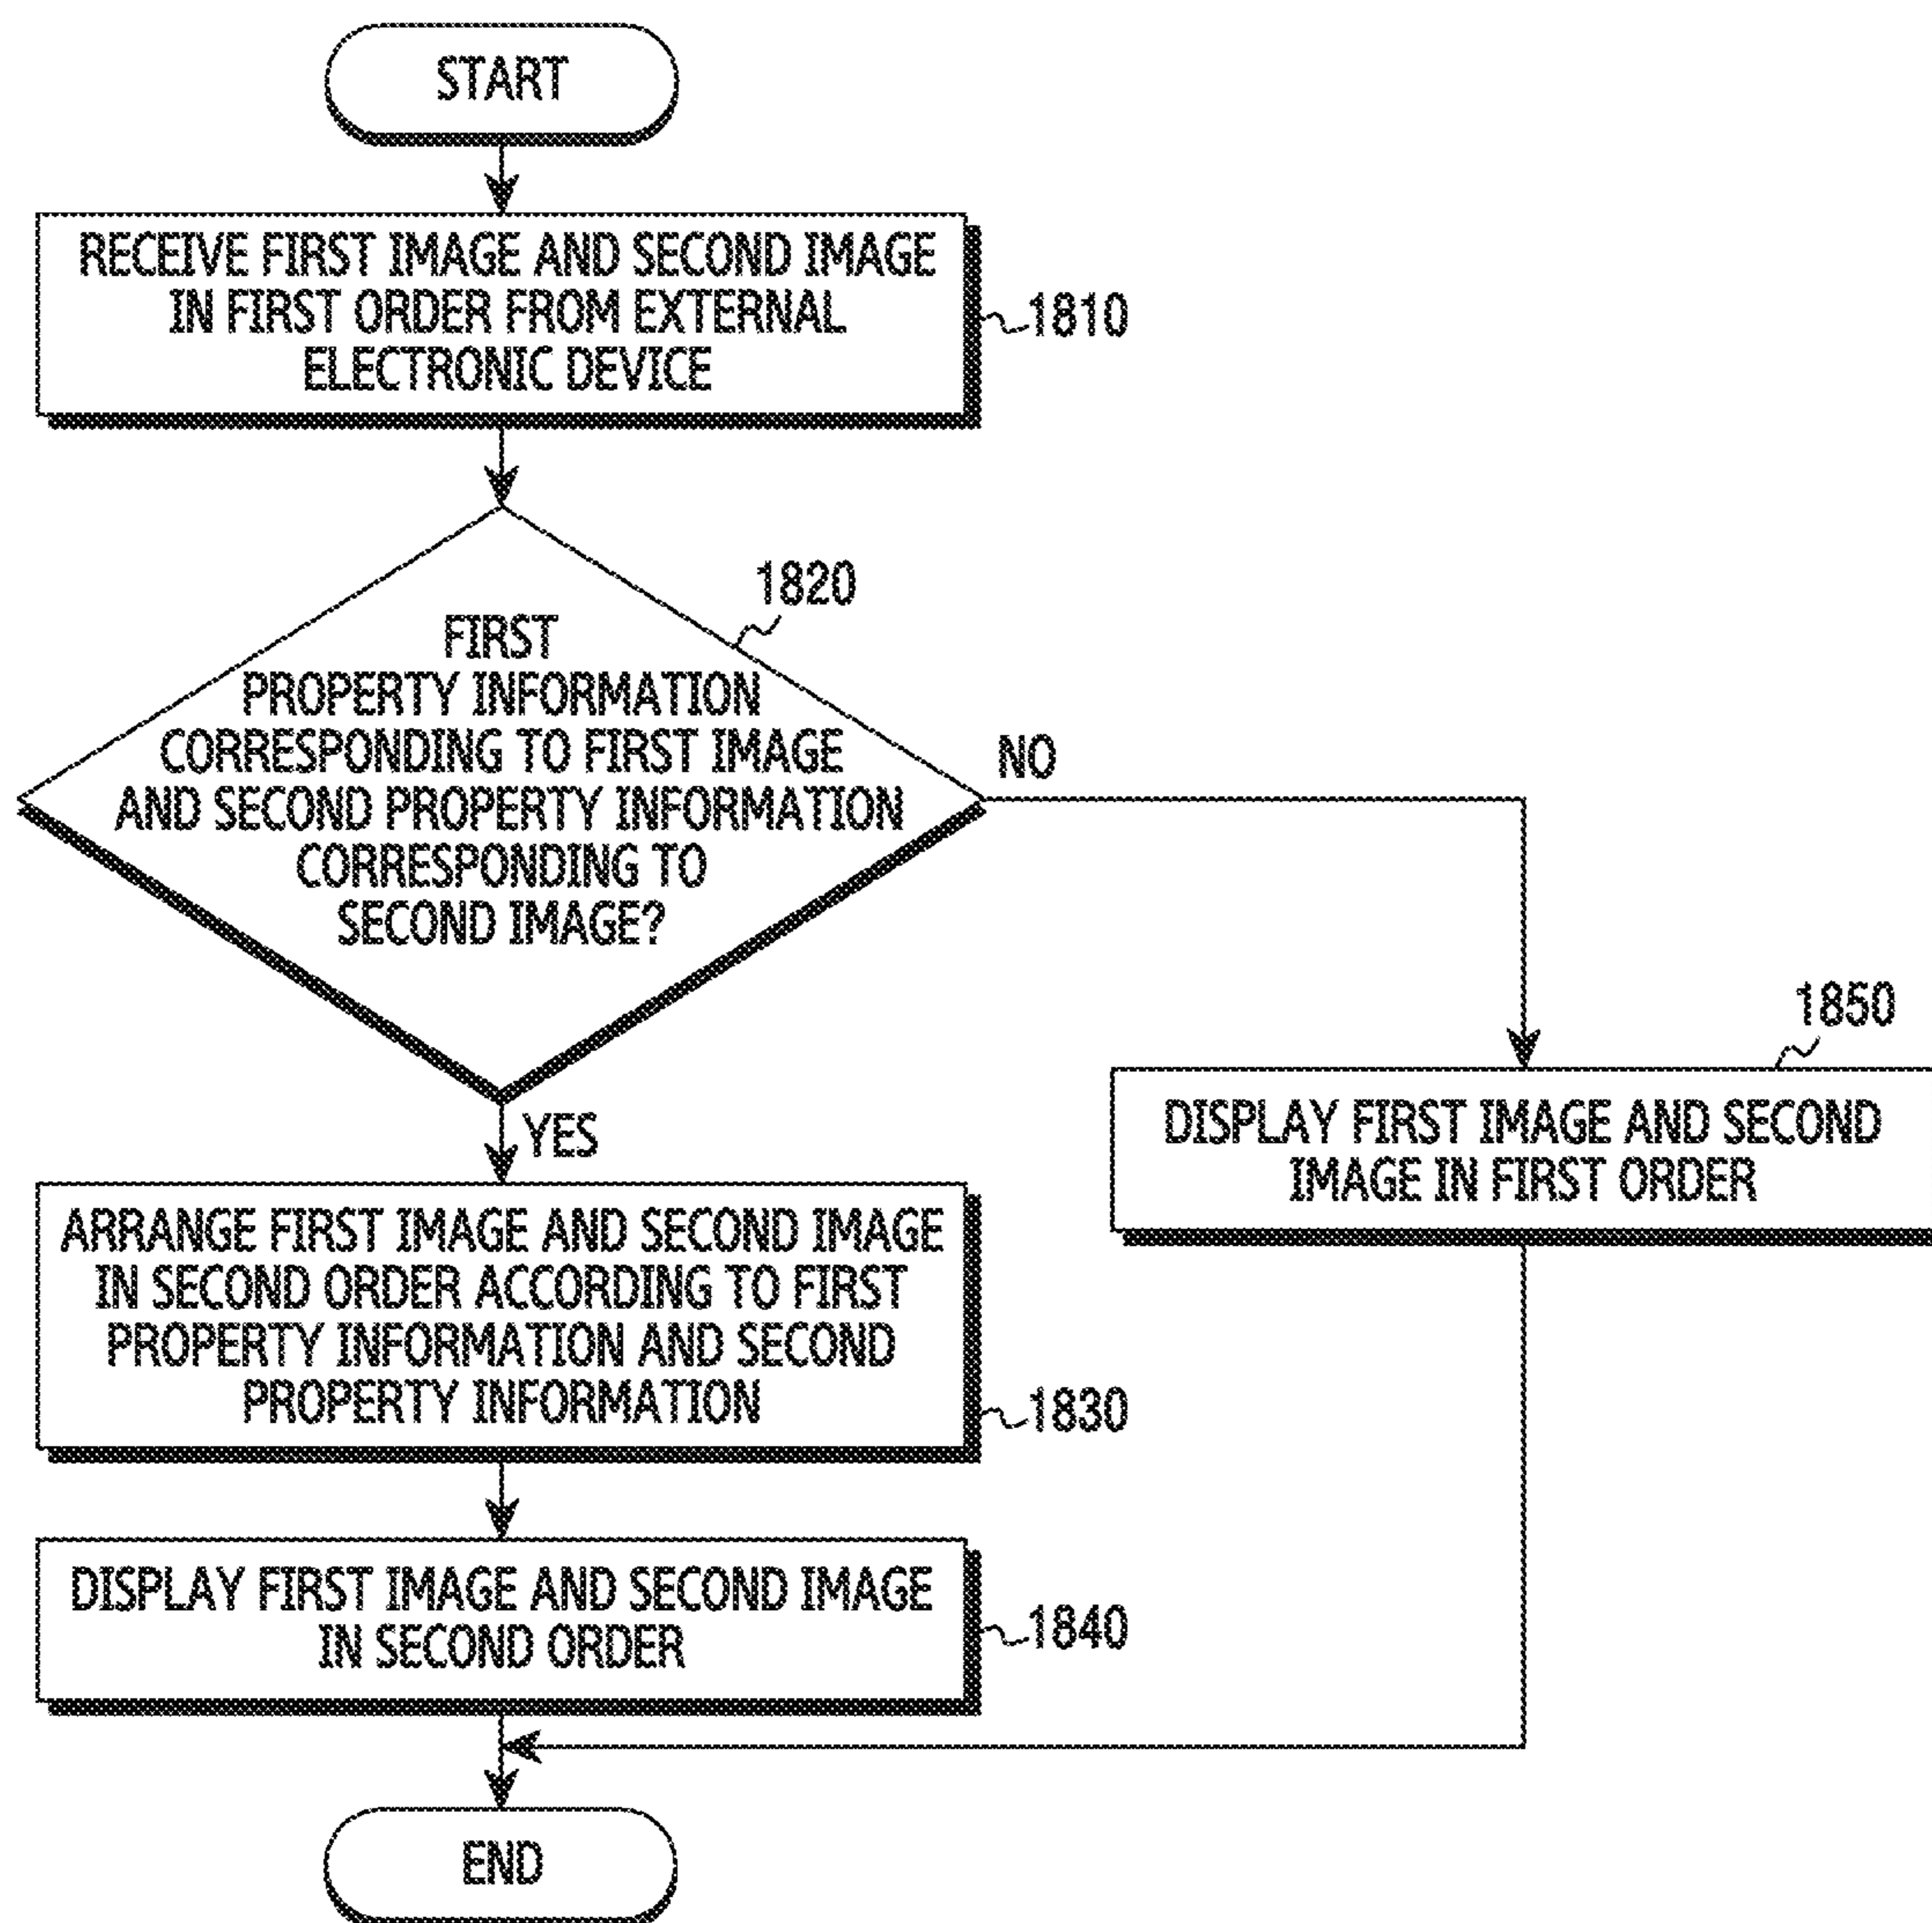 START
RECEIVE FIRST IMAGE AND SECOND IMAGE
IN FIRST ORDER FROM EXTERNAL
ELECTRONIC DEVICE
1810
1820
FIRST
PROPERTY INFORMATION
CORRESPONDING TO FIRST IMAGE
AND SECOND PROPERTY INFORMATION
CORRESPONDING TO
SECOND IMAGE?
NO
YES
1850
DISPLAY FIRST IMAGE AND SECOND
IMAGE IN FIRST ORDER
ARRANGE FIRST IMAGE AND SECOND IMAGE
IN SECOND ORDER ACCORDING TO FIRST
PROPERTY INFORMATION AND SECOND
PROPERTY INFORMATION
1830
DISPLAY FIRST IMAGE AND SECOND IMAGE
IN SECOND ORDER
1840
END